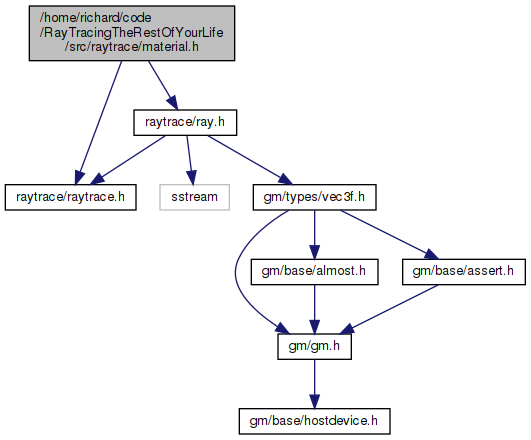 /home/richard/code
/RayTracingTheRestOfYourLife
/src/raytrace/material.h
raytrace/ray.h
raytrace/raytrace.h
sstream
gm/types/vec3f.h
gm/base/almost.h
gm/base/assert.h
gm/gm.h
gm/base/hostdevice.h